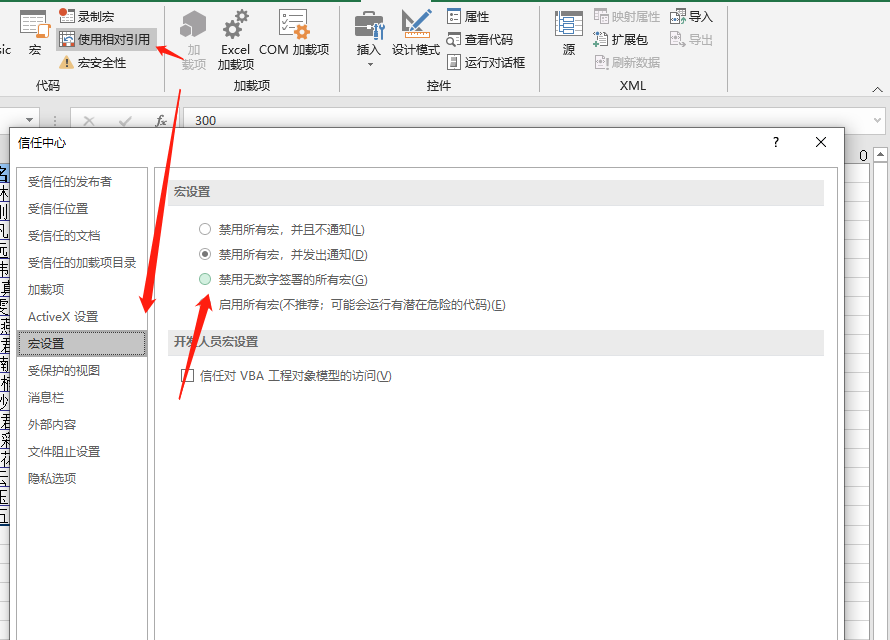 录制宏
使用相对引用
宏安全性
宏
sic
代码
加
载项
Excel
加载项
COM 加载项
加载项
插入
设计模式
属性
查看代码
运行对话框
控件
源
映射属性
扩展包
刷新数据
导入
导出
XML
fx
300
信任中心
?
0
受信任的发布者
受信任位置
受信任的文档
受信任的加载项目录
加载项
ActiveX 设置
宏设置
受保护的视图
消息栏
外部内容
文件阻止设置
隐私选项
宏设置
禁用所有宏，并且不通知(L)
禁用所有宏，并发出通知(D)
禁用无数字签署的所有宏(G)
启用所有宏(不推荐；可能会运行有潜在危险的代码)(E)
开发人员宏设置
信任对 VBA 工程对象模型的访问(V)